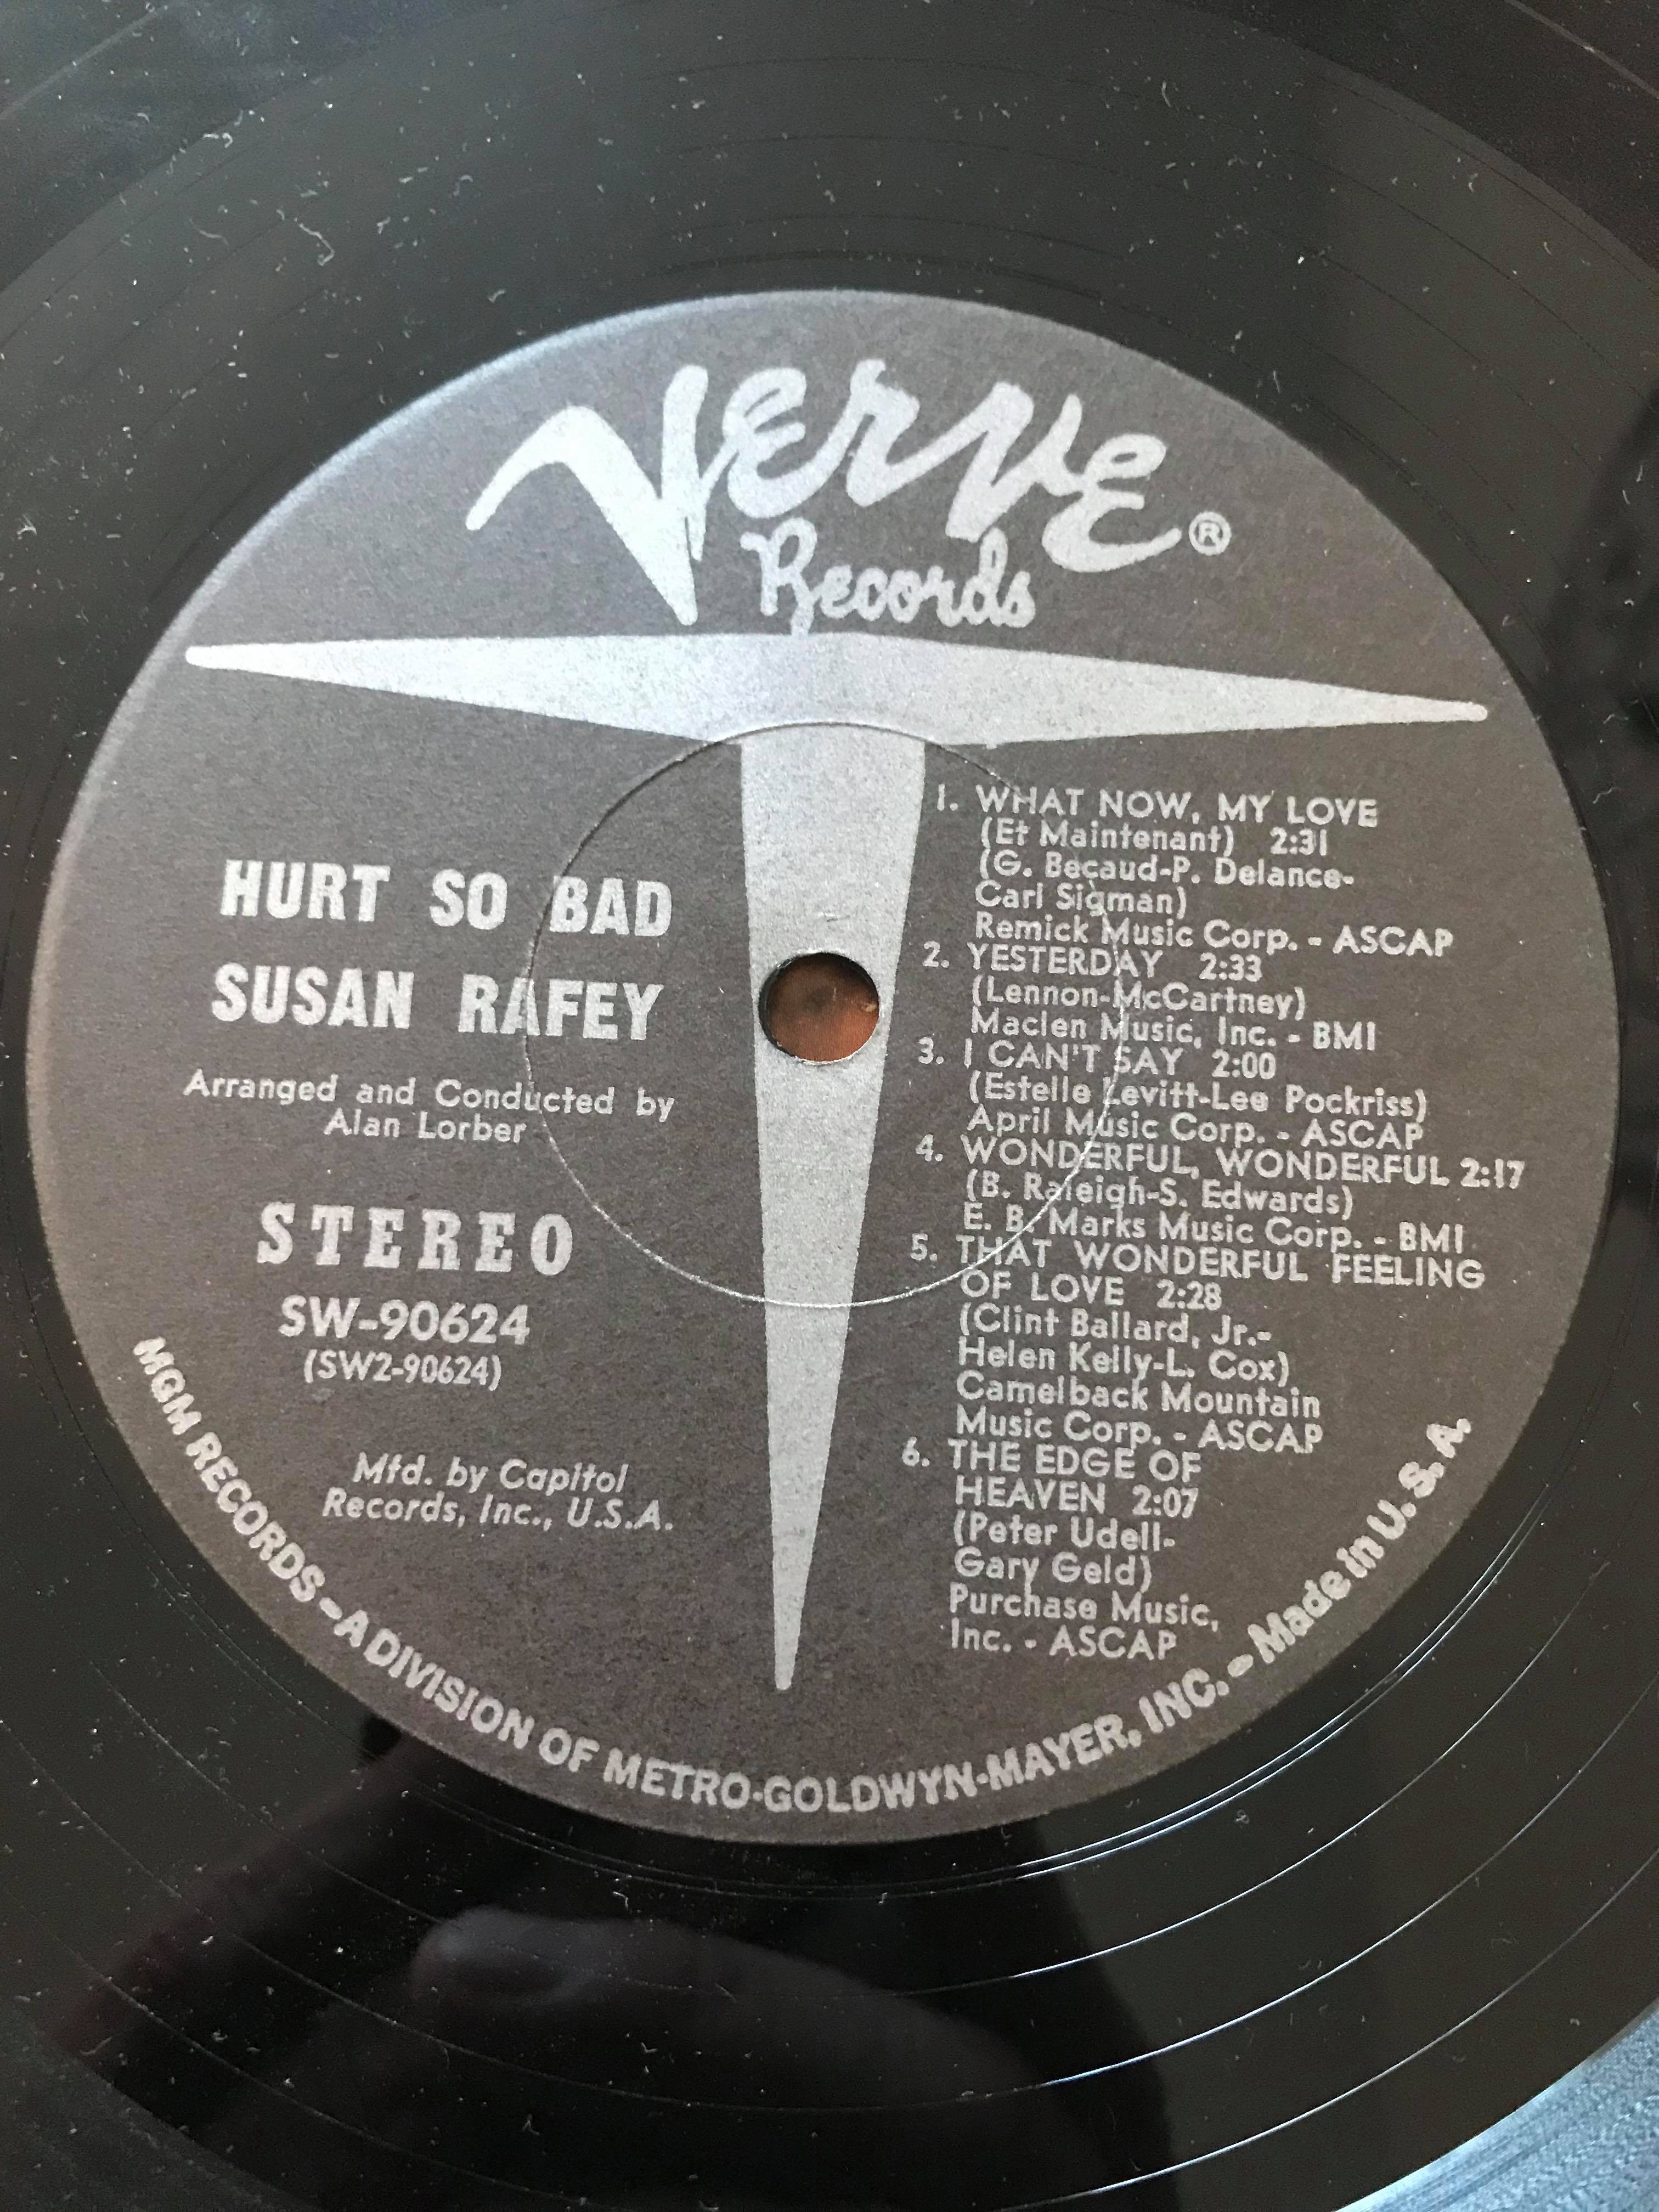 Verve®
Records
HURT SO BAD
SUSAN RAFEY
Arranged and Conducted by
Alan Lorber
STEREO
SW-90624
(SW2-90624)
Mfd. by Capitol
Records, Inc., U.S.A.
1. WHAT NOW, MY LOVE
(Et Maintenant) 2:31
(G. Becaud-P. Delance-
Carl Sigman)
Remick Music Corp. - ASCAP
2. YESTERDAY 2:33
(Lennon-McCartney)
Maclen Music, Inc. - BMI
3. I CAN'T SAY 2:00
(Estelle Levitt-Lee Pockriss)
April Music Corp. - ASCAP
4. WONDERFUL, WONDERFUL 2:17
(B. Raleigh-S. Edwards)
E. B. Marks Music Corp. - BMI
5. THAT WONDERFUL FEELING
OF LOVE 2:28
(Clint Ballard, Jr.-
Helen Kelly-L. Cox)
Camelback Mountain
Music Corp. - ASCAP
6. THE EDGE OF
HEAVEN 2:07
(Peter Udell-
Gary Geld)
Purchase Music,
Inc. - ASCAP
MGM RECORDS - A DIVISION OF METRO-GOLDWYN-MAYER, INC. - Made in U.S.A.